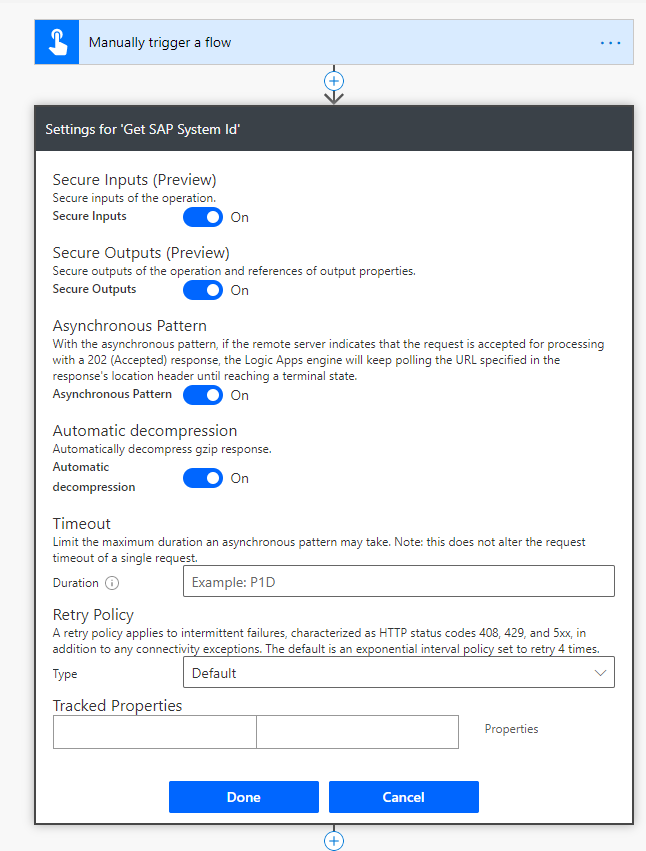 Manually trigger a flow
Settings for 'Get SAP System Id'
Secure Inputs (Preview)
Secure inputs of the operation.
Secure Inputs
On
Secure Outputs (Preview)
Secure outputs of the operation and references of output properties.
Secure Outputs
On
Asynchronous Pattern
With the asynchronous pattern, if the remote server indicates that the request is accepted for processing
with a 202 (Accepted) response, the Logic Apps engine will keep polling the URL specified in the
response's location header until reaching a terminal state.
Asynchronous Pattern
On
Automatic decompression
Automatically decompress gzip response.
Automatic
decompression
On
Timeout
Limit the maximum duration an asynchronous pattern may take. Note: this does not alter the request
timeout of a single request.
Duration
Example: P1D
Retry Policy
A retry policy applies to intermittent failures, characterized as HTTP status codes 408, 429, and 5xx, in
addition to any connectivity exceptions. The default is an exponential interval policy set to retry 4 times.
Type
Default
Tracked Properties
Properties
Done
Cancel